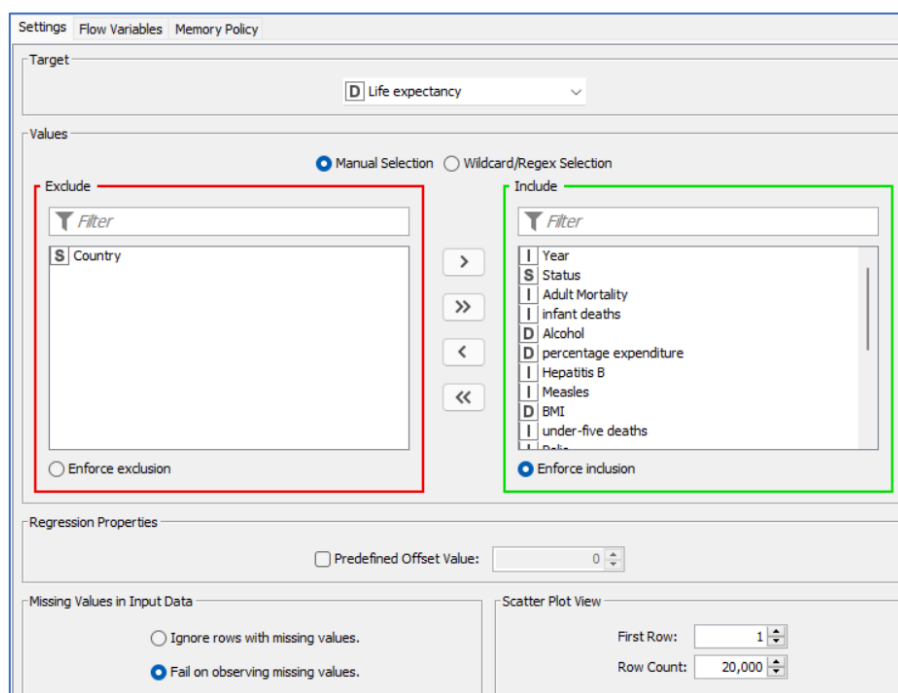 Settings Flow Variables Memory Policy
Target
D Life expectancy
Values
Manual Selection Wildcard/Regex Selection
Exclude
Filter
S Country
Enforce exclusion
>
>>
<
<<
Include
Filter
I Year
S Status
I Adult Mortality
I infant deaths
D Alcohol
D percentage expenditure
I Hepatitis B
I Measles
D BMI
I under-five deaths
Enforce inclusion
Regression Properties
Predefined Offset Value: 0
Missing Values in Input Data
Ignore rows with missing values.
Fail on observing missing values.
Scatter Plot View
First Row: 1
Row Count: 20,000